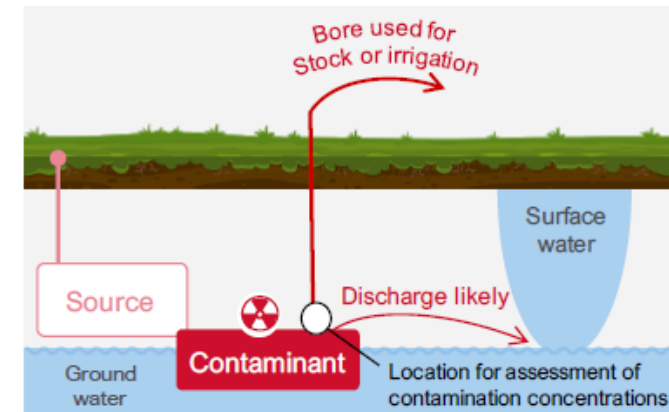 Bore used for
Stock or irrigation
Surface
water
Source
Discharge likely
Contaminant
Ground
water
Location for assessment of
contamination concentrations